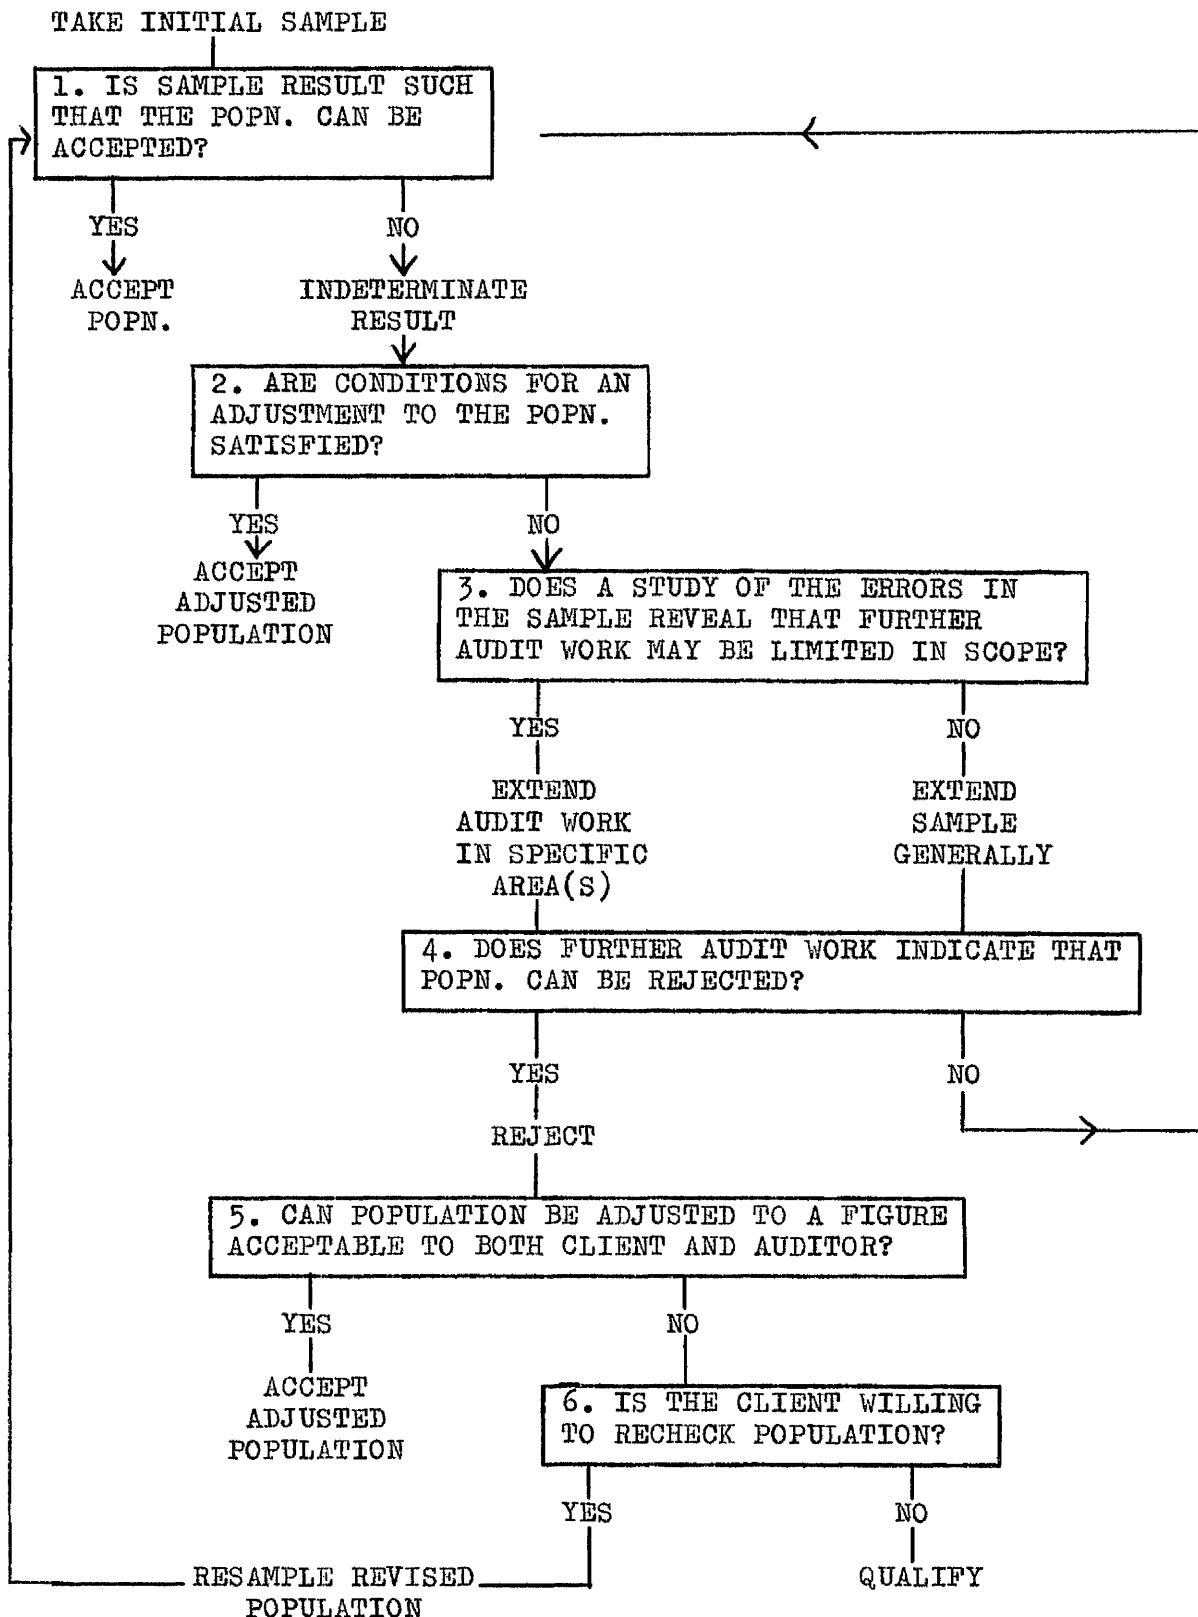 TAKE INITIAL SAMPLE
1. IS SAMPLE RESULT SUCH
THAT THE POPN. CAN BE
ACCEPTED?
YES
NO
ACCEPT
POPN.
INDETERMINATE
RESULT
2. ARE CONDITIONS FOR AN
ADJUSTMENT TO THE POPN.
SATISFIED?
YES
NO
ACCEPT
ADJUSTED
POPULATION
3. DOES A STUDY OF THE ERRORS IN
THE SAMPLE REVEAL THAT FURTHER
AUDIT WORK MAY BE LIMITED IN SCOPE?
YES
NO
EXTEND
AUDIT WORK
IN SPECIFIC
AREA(S)
EXTEND
SAMPLE
GENERALLY
4. DOES FURTHER AUDIT WORK INDICATE THAT
POPN. CAN BE REJECTED?
YES
NO
REJECT
5. CAN POPULATION BE ADJUSTED TO A FIGURE
ACCEPTABLE TO BOTH CLIENT AND AUDITOR?
YES
NO
ACCEPT
ADJUSTED
POPULATION
6. IS THE CLIENT WILLING
TO RECHECK POPULATION?
YES
NO
RESAMPLE REVISED
POPULATION
QUALIFY